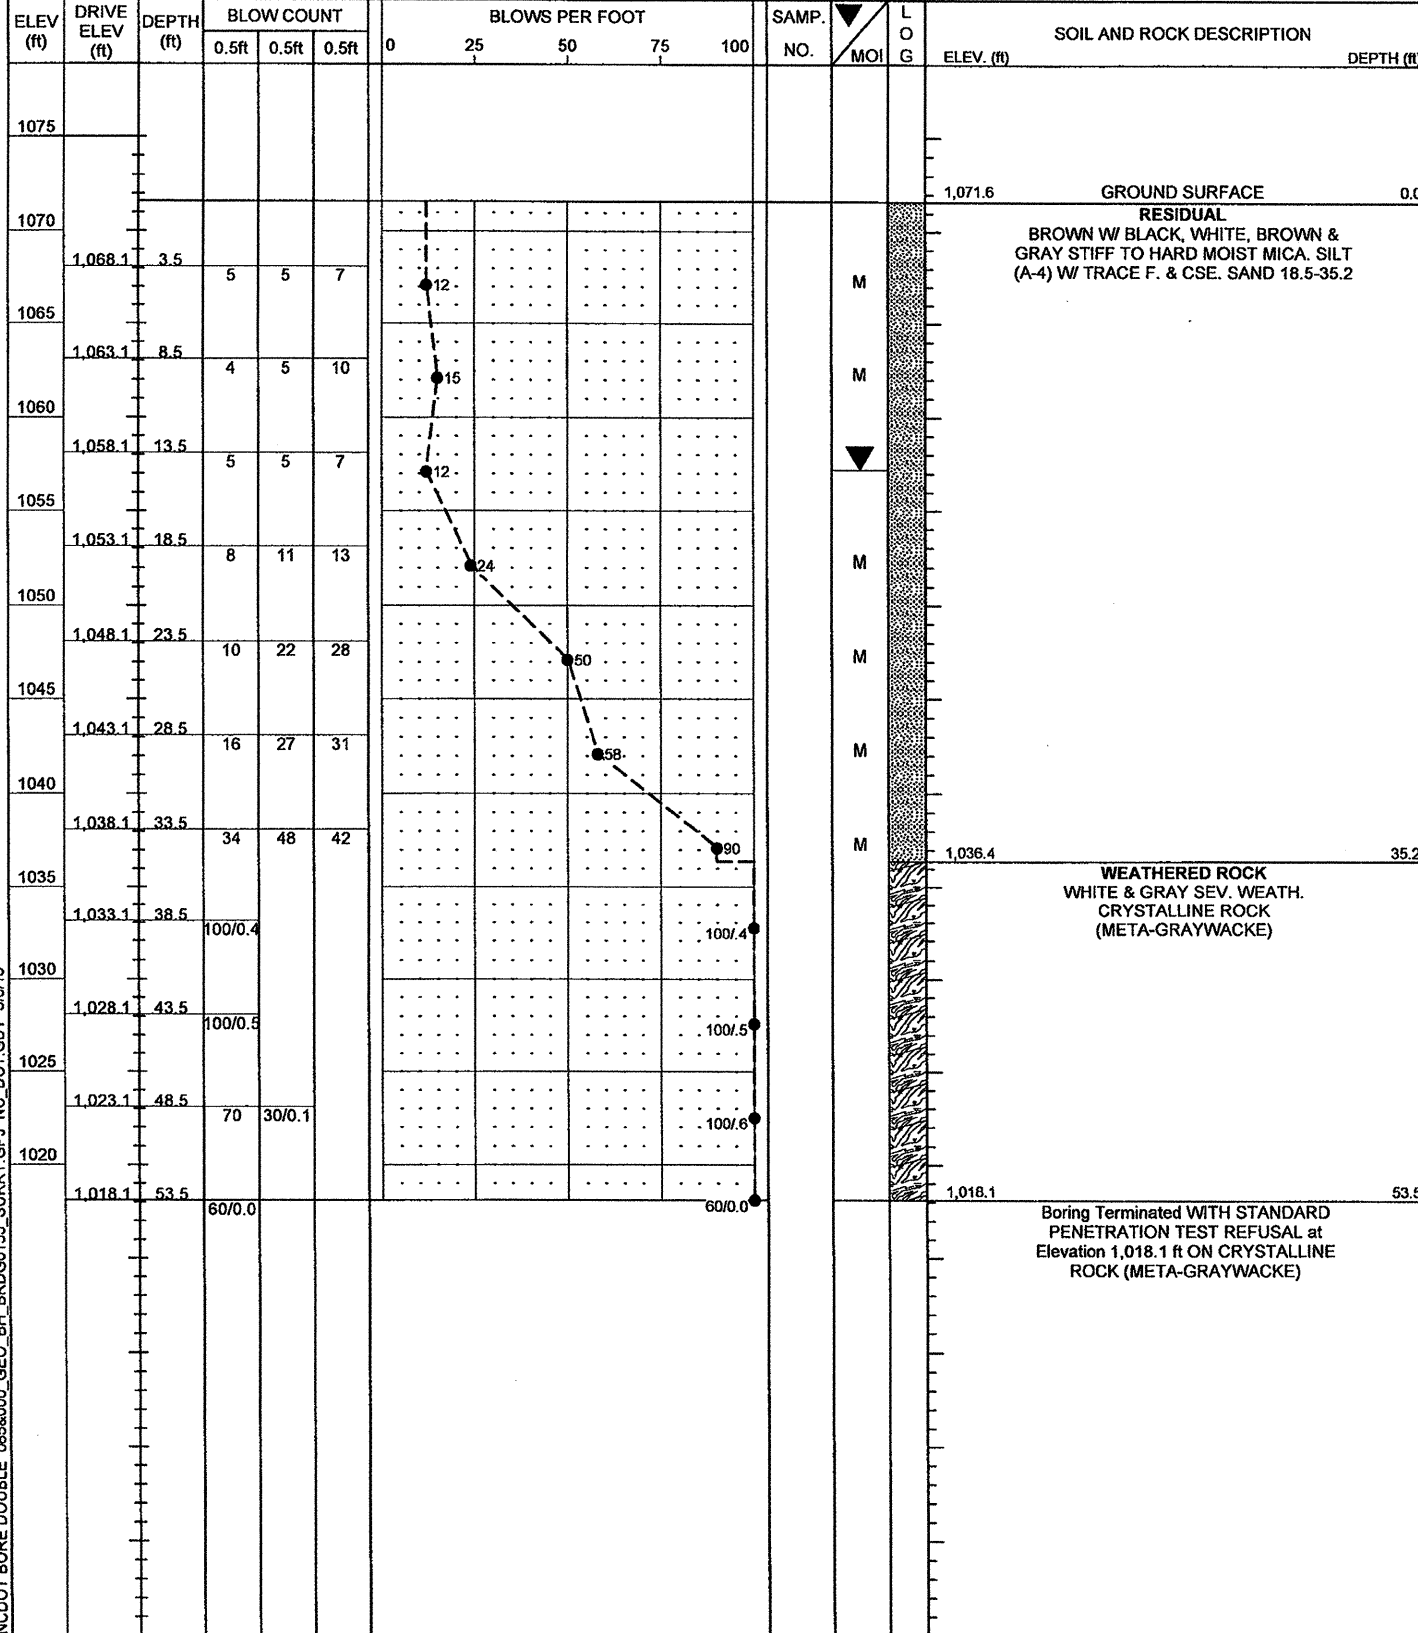 ELEV (ft) DRIVE ELEV (ft) DEPTH (ft) BLOW COUNT BLOWS PER FOOT SAMP. NO. MOI LOG SOIL AND ROCK DESCRIPTION
0.5ft 0.5ft 0.5ft 0 25 50 75 100 ELEV. (ft) DEPTH (ft)
1075
1,071.6 GROUND SURFACE 0.0
1070
RESIDUAL
BROWN W/ BLACK, WHITE, BROWN &
GRAY STIFF TO HARD MOIST MICA. SILT
(A-4) W/ TRACE F. & CSE. SAND 18.5-35.2
1,068.1 3.5
5 5 7 12 M
1065
1,063.1 8.5
4 5 10 15 M
1060
1,058.1 13.5
5 5 7 12
1055
1,053.1 18.5
8 11 13 24 M
1050
1,048.1 23.5
10 22 28 50 M
1045
1,043.1 28.5
16 27 31 58 M
1040
1,038.1 33.5
34 48 42 90 M
1,036.4 35.2
1035
WEATHERED ROCK
WHITE & GRAY SEV. WEATH.
CRYSTALLINE ROCK
(META-GRAYWACKE)
1,033.1 38.5
100/0.4 100/.4
1030
1,028.1 43.5
100/0.5 100/.5
1025
1,023.1 48.5
70 30/0.1 100/.6
1020
1,018.1 53.5 1,018.1 53.5
60/0.0 60/0.0
Boring Terminated WITH STANDARD
PENETRATION TEST REFUSAL at
Elevation 1,018.1 ft ON CRYSTALLINE
ROCK (META-GRAYWACKE)
NCDOT BORE DOUBLE